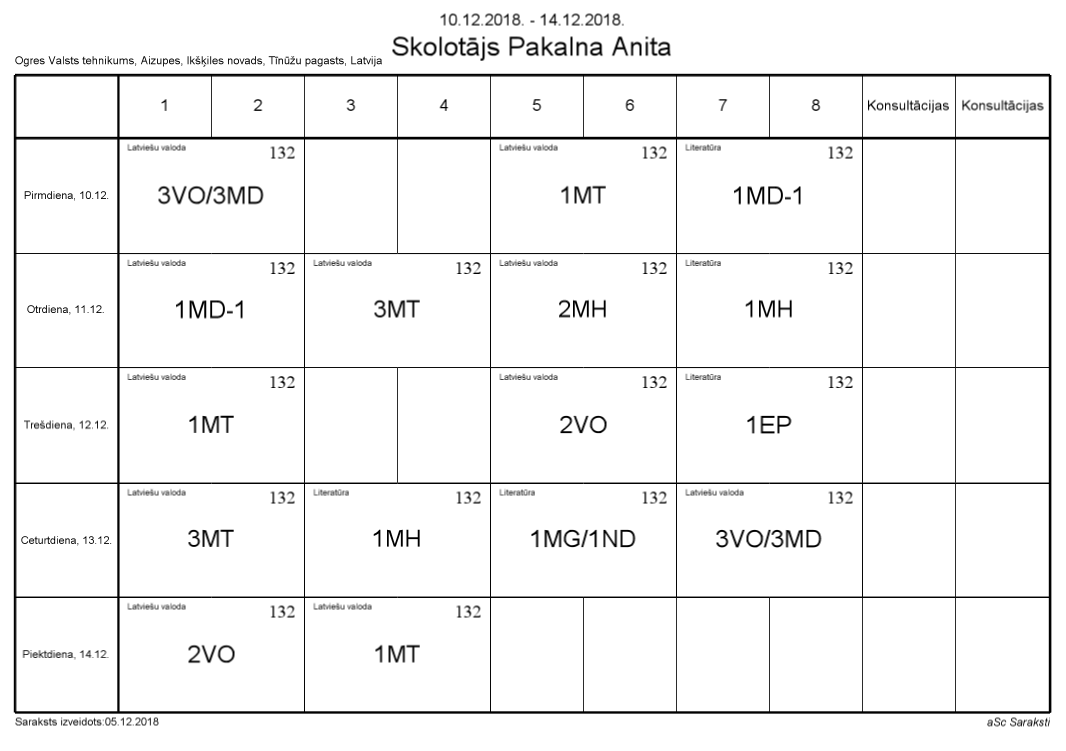 10.12.2018. - 14.12.2018.
Skolotājs Pakalna Anita
Ogres Valsts tehnikums, Aizupes, Ikšķiles novads, Tīnūžu pagasts, Latvija
1 2 3 4 5 6 7 8 Konsultācijas Konsultācijas
Latviešu valoda 132 Latviešu valoda 132 Literatūra 132
Pirmdiena, 10.12. 3VO/3MD 1MT 1MD-1
Latviešu valoda 132 Latviešu valoda 132 Latviešu valoda 132 Literatūra 132
Otrdiena, 11.12. 1MD-1 3MT 2MH 1MH
Latviešu valoda 132 Latviešu valoda 132 Literatūra 132
Trešdiena, 12.12. 1MT 2VO 1EP
Latviešu valoda 132 Literatūra 132 Literatūra 132 Latviešu valoda 132
Ceturtdiena, 13.12. 3MT 1MH 1MG/1ND 3VO/3MD
Latviešu valoda 132 Latviešu valoda 132
Piektdiena, 14.12. 2VO 1MT
Saraksts izveidots:05.12.2018 aSc Saraksti